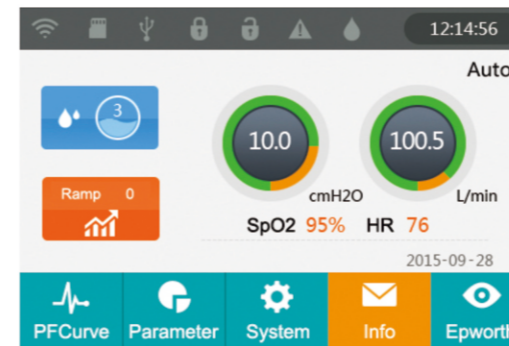 12:14:56
Auto
3
10.0
100.5
cmH2O
L/min
Ramp 0
SpO2 95% HR 76
2015-09-28
PFCurve Parameter System Info Epworth